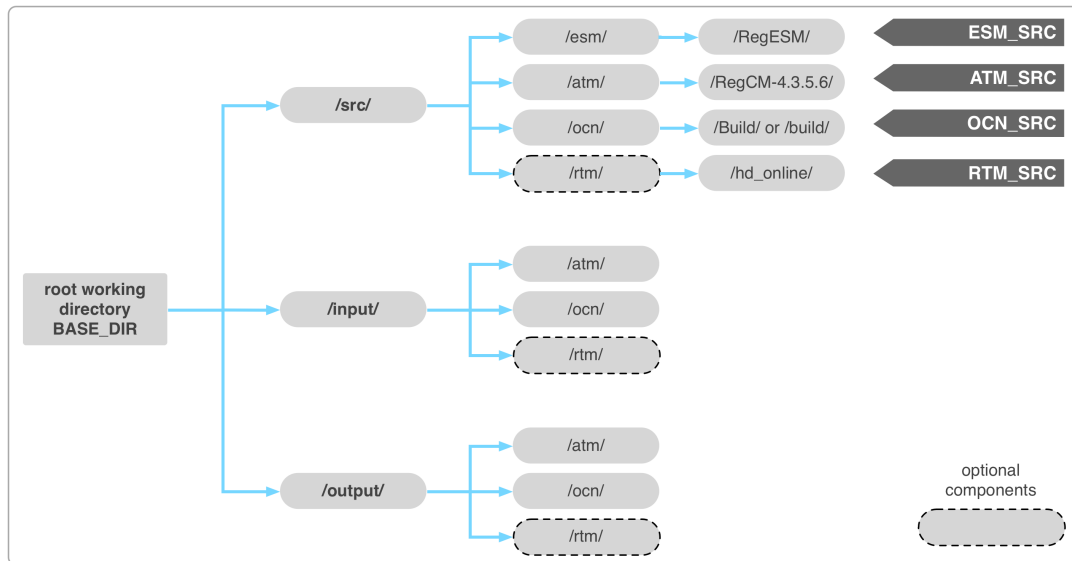 /esm/
/RegESM/
ESM_SRC
/atm/
/RegCM-4.3.5.6/
ATM_SRC
/src/
/ocn/
/Build/ or /build/
OCN_SRC
/rtm/
/hd_online/
RTM_SRC
root working
directory
BASE_DIR
/input/
/atm/
/ocn/
/rtm/
/output/
/atm/
/ocn/
/rtm/
optional
components